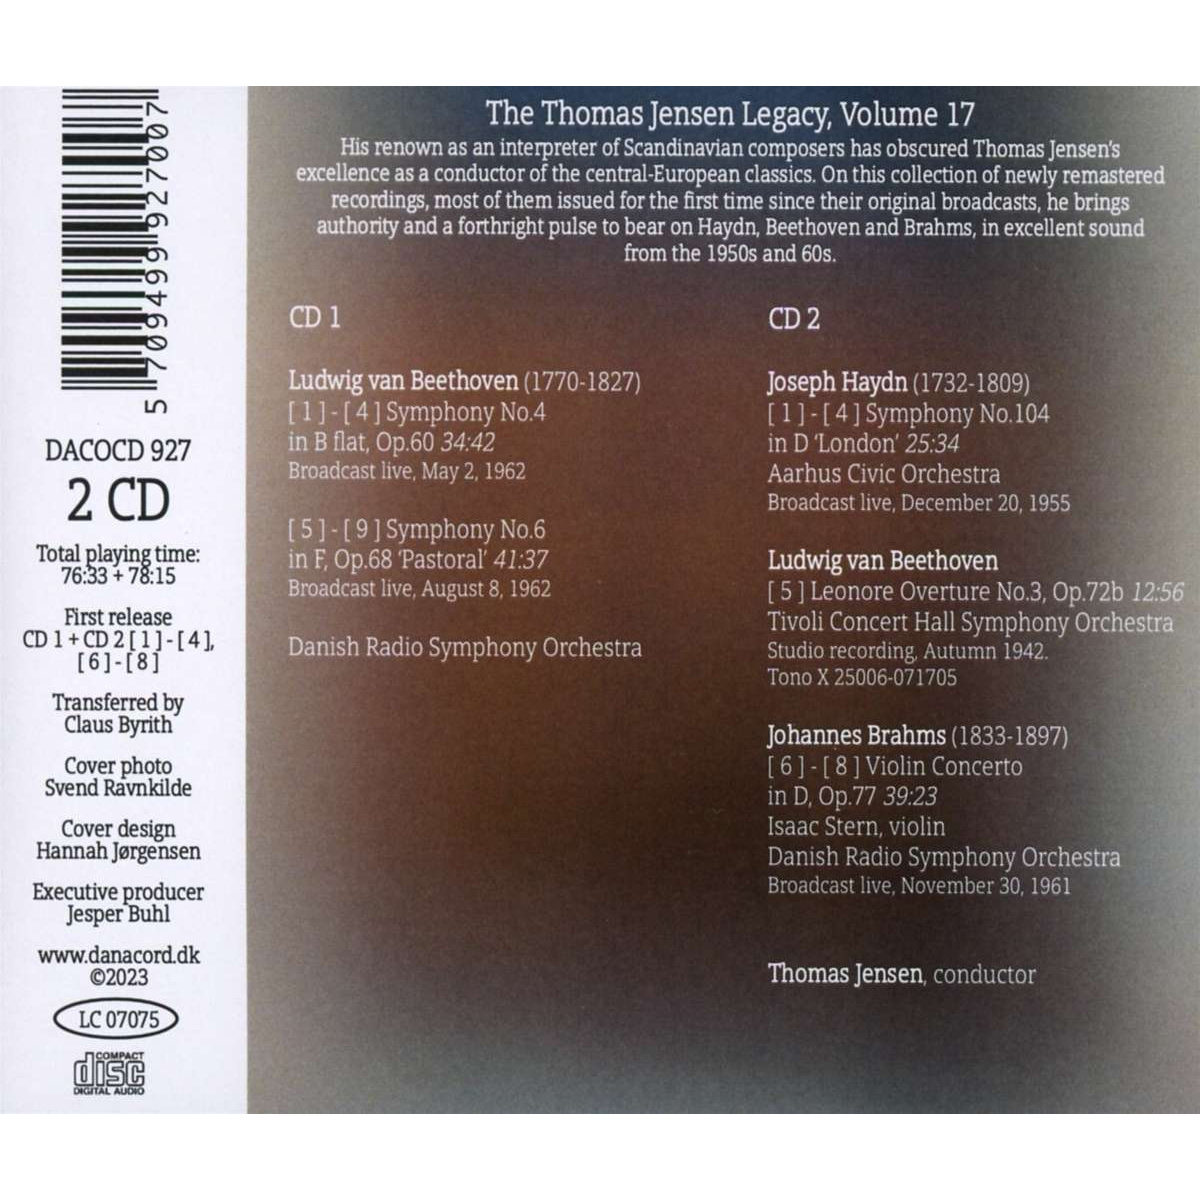 The Thomas Jensen Legacy, Volume 17
His renown as an interpreter of Scandinavian composers has obscured Thomas Jensen's
excellence as a conductor of the central-European classics. On this collection of newly remastered
recordings, most of them issued for the first time since their original broadcasts, he brings
authority and a forthright pulse to bear on Haydn, Beethoven and Brahms, in excellent sound
from the 1950s and 60s.
CD 1
Ludwig van Beethoven (1770-1827)
[ 1 ] - [ 4 ] Symphony No.4
in B flat, Op.60 34:42
Broadcast live, May 2, 1962
[ 5 ] - [ 9 ] Symphony No.6
in F, Op.68 ‘Pastoral’ 41:37
Broadcast live, August 8, 1962
Danish Radio Symphony Orchestra
CD 2
Joseph Haydn (1732-1809)
[ 1 ] - [ 4 ] Symphony No.104
in D ‘London’ 25:34
Aarhus Civic Orchestra
Broadcast live, December 20, 1955
Ludwig van Beethoven
[ 5 ] Leonore Overture No.3, Op.72b 12:56
Tivoli Concert Hall Symphony Orchestra
Studio recording, Autumn 1942.
Tono X 25006-071705
Johannes Brahms (1833-1897)
[ 6 ] - [ 8 ] Violin Concerto
in D, Op.77 39:23
Isaac Stern, violin
Danish Radio Symphony Orchestra
Broadcast live, November 30, 1961
Thomas Jensen, conductor
5 709499 927007
DACOCD 927
2 CD
Total playing time:
76:33 + 78:15
First release
CD 1 + CD 2 [ 1 ] - [ 4 ],
[ 6 ] - [ 8 ]
Transferred by
Claus Byrith
Cover photo
Svend Ravnkilde
Cover design
Hannah Jørgensen
Executive producer
Jesper Buhl
www.danacord.dk
©2023
LC 07075
COMPACT
disc
DIGITAL AUDIO